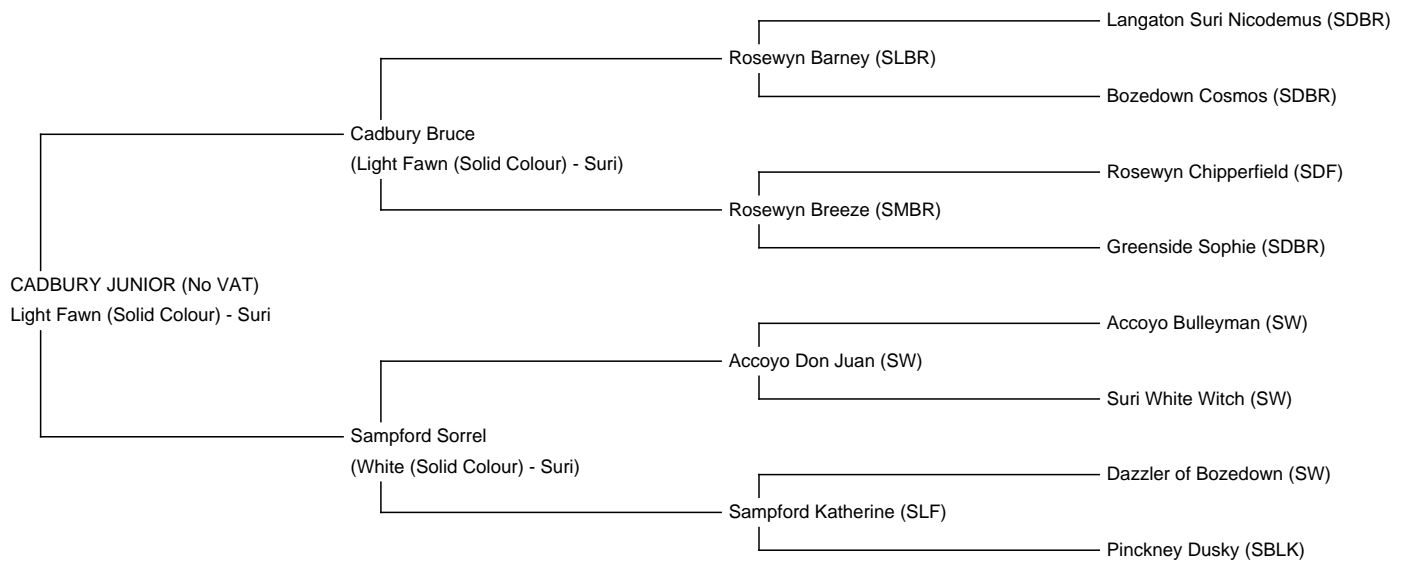 Langaton Suri Nicodemus (SDBR)
Rosewyn Barney (SLBR)
Bozedown Cosmos (SDBR)
Cadbury Bruce
(Light Fawn (Solid Colour) - Suri)
Rosewyn Chipperfield (SDF)
Rosewyn Breeze (SMBR)
Greenside Sophie (SDBR)
CADBURY JUNIOR (No VAT)
Light Fawn (Solid Colour) - Suri
Accoyo Bulleyman (SW)
Accoyo Don Juan (SW)
Suri White Witch (SW)
Sampford Sorrel
(White (Solid Colour) - Suri)
Dazzler of Bozedown (SW)
Sampford Katherine (SLF)
Pinckney Dusky (SBLK)